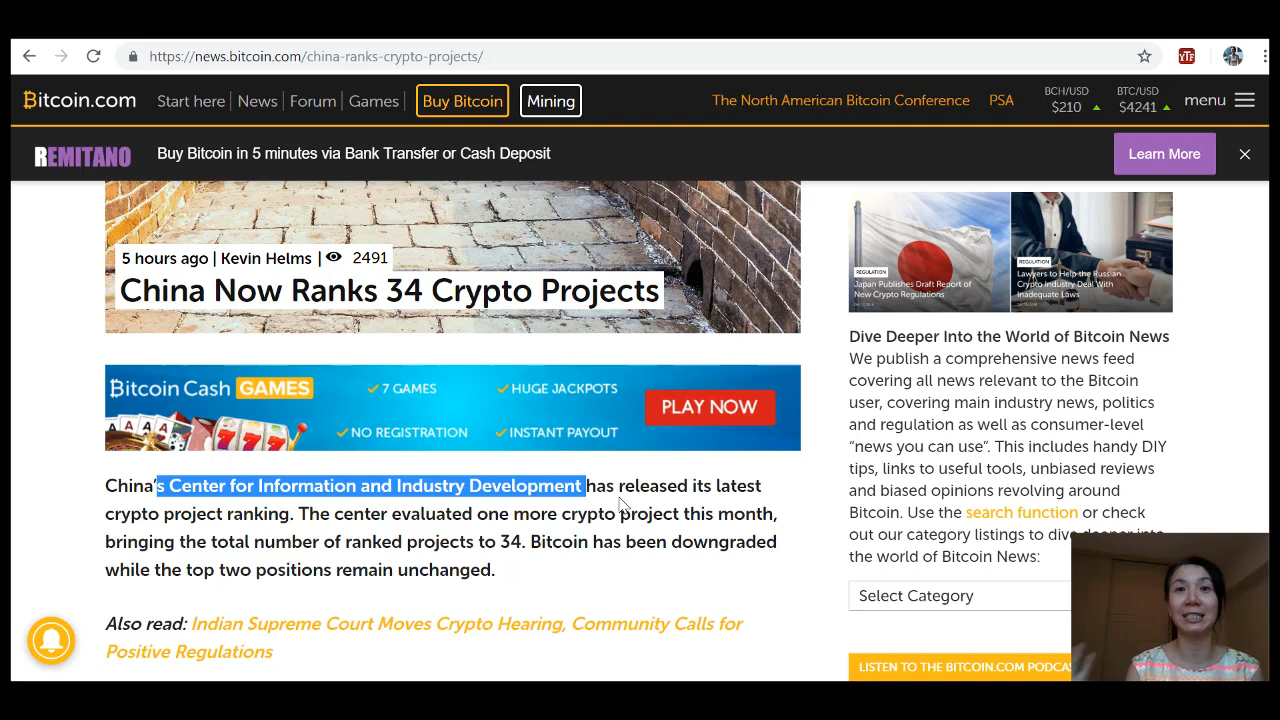 https://news.bitcoin.com/china-ranks-crypto-projects/
YTF
Bitcoin.com
Start here
News
Forum
Games
Buy Bitcoin
Mining
The North American Bitcoin Conference
PSA
BCH/USD
$210
BTC/USD
$4241
menu
REMITANO
Buy Bitcoin in 5 minutes via Bank Transfer or Cash Deposit
Learn More
5 hours ago | Kevin Helms | 2491
China Now Ranks 34 Crypto Projects
Bitcoin Cash GAMES
7 GAMES
HUGE JACKPOTS
NO REGISTRATION
INSTANT PAYOUT
PLAY NOW
China's Center for Information and Industry Development has released its latest
crypto project ranking. The center evaluated one more crypto project this month,
bringing the total number of ranked projects to 34. Bitcoin has been downgraded
while the top two positions remain unchanged.
Also read: Indian Supreme Court Moves Crypto Hearing, Community Calls for
Positive Regulations
REGULATION
Japan Publishes Draft Report of
New Crypto Regulations
REGULATION
Lawyers to Help the Russian
Crypto Industry Deal With
Inadequate Laws
Dive Deeper Into the World of Bitcoin News
We publish a comprehensive news feed
covering all news relevant to the Bitcoin
user, covering main industry news, politics
and regulation as well as consumer-level
“news you can use”. This includes handy DIY
tips, links to useful tools, unbiased reviews
and biased opinions revolving around
Bitcoin. Use the search function or check
out our category listings to dive deeper into
the world of Bitcoin News:
Select Category
LISTEN TO THE BITCOIN.COM